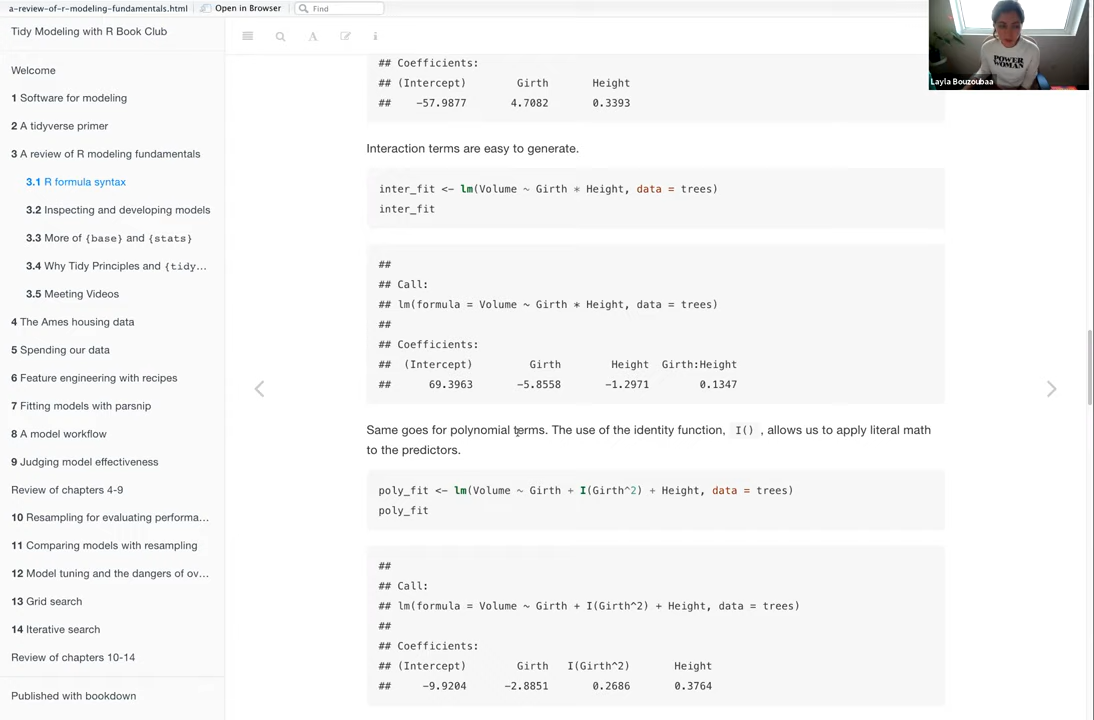 a-review-of-r-modeling-fundamentals.html Open in Browser Find
Tidy Modeling with R Book Club
Welcome
1 Software for modeling
2 A tidyverse primer
3 A review of R modeling fundamentals
3.1 R formula syntax
3.2 Inspecting and developing models
3.3 More of {base} and {stats}
3.4 Why Tidy Principles and {tidy...
3.5 Meeting Videos
4 The Ames housing data
5 Spending our data
6 Feature engineering with recipes
7 Fitting models with parsnip
8 A model workflow
9 Judging model effectiveness
Review of chapters 4-9
10 Resampling for evaluating performa...
11 Comparing models with resampling
12 Model tuning and the dangers of ov...
13 Grid search
14 Iterative search
Review of chapters 10-14
Published with bookdown
## Coefficients:
## (Intercept) Girth Height
## -57.9877 4.7082 0.3393
Interaction terms are easy to generate.
inter_fit <- lm(Volume ~ Girth * Height, data = trees)
inter_fit
##
## Call:
## lm(formula = Volume ~ Girth * Height, data = trees)
##
## Coefficients:
## (Intercept) Girth Height Girth:Height
## 69.3963 -5.8558 -1.2971 0.1347
Same goes for polynomial terms. The use of the identity function, I() , allows us to apply literal math
to the predictors.
poly_fit <- lm(Volume ~ Girth + I(Girth^2) + Height, data = trees)
poly_fit
##
## Call:
## lm(formula = Volume ~ Girth + I(Girth^2) + Height, data = trees)
##
## Coefficients:
## (Intercept) Girth I(Girth^2) Height
## -9.9204 -2.8851 0.2686 0.3764
POWER
WOMAN
Layla Bouzoubaa